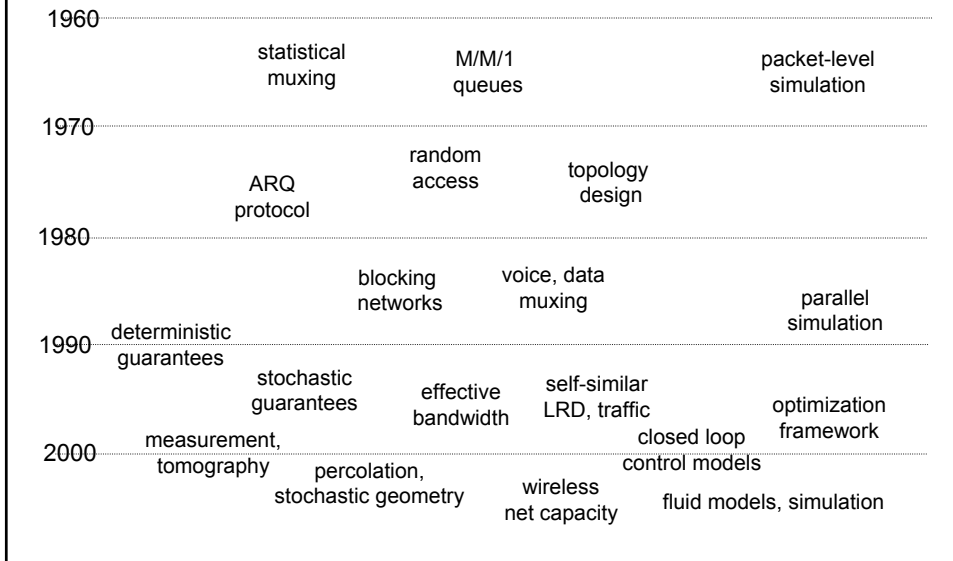 1960
statistical
muxing
M/M/1
queues
packet-level
simulation
1970
random
access
topology
design
ARQ
protocol
1980
blocking
networks
voice, data
muxing
parallel
simulation
deterministic
guarantees
1990
stochastic
guarantees
effective
bandwidth
self-similar
LRD, traffic
optimization
framework
measurement,
tomography
closed loop
control models
2000
percolation,
stochastic geometry
wireless
net capacity
fluid models, simulation